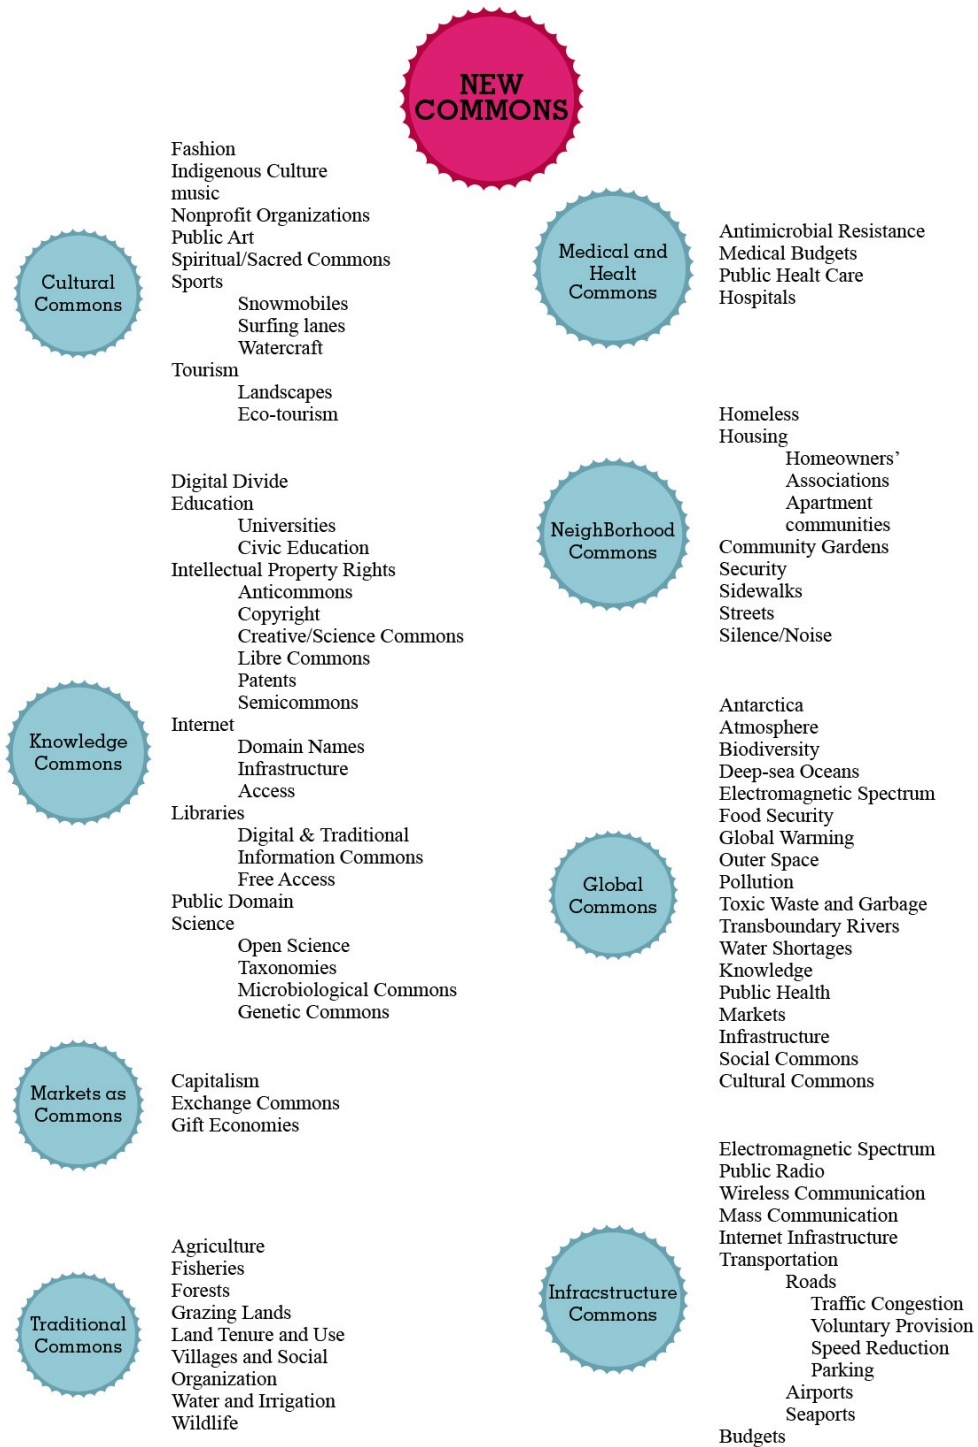 NEW
COMMONS
Cultural
Commons
Fashion
Indigenous Culture
music
Nonprofit Organizations
Public Art
Spiritual/Sacred Commons
Sports
Snowmobiles
Surfing lanes
Watercraft
Tourism
Landscapes
Eco-tourism
Knowledge
Commons
Digital Divide
Education
Universities
Civic Education
Intellectual Property Rights
Anticommons
Copyright
Creative/Science Commons
Libre Commons
Patents
Semicommons
Internet
Domain Names
Infrastructure
Access
Libraries
Digital & Traditional
Information Commons
Free Access
Public Domain
Science
Open Science
Taxonomies
Microbiological Commons
Genetic Commons
Markets as
Commons
Capitalism
Exchange Commons
Gift Economies
Traditional
Commons
Agriculture
Fisheries
Forests
Grazing Lands
Land Tenure and Use
Villages and Social
Organization
Water and Irrigation
Wildlife
Medical and
Healt
Commons
Antimicrobial Resistance
Medical Budgets
Public Healt Care
Hospitals
NeighBorhood
Commons
Homeless
Housing
Homeowners’
Associations
Apartment
communities
Community Gardens
Security
Sidewalks
Streets
Silence/Noise
Global
Commons
Antarctica
Atmosphere
Biodiversity
Deep-sea Oceans
Electromagnetic Spectrum
Food Security
Global Warming
Outer Space
Pollution
Toxic Waste and Garbage
Transboundary Rivers
Water Shortages
Knowledge
Public Health
Markets
Infrastructure
Social Commons
Cultural Commons
Infracstructure
Commons
Electromagnetic Spectrum
Public Radio
Wireless Communication
Mass Communication
Internet Infrastructure
Transportation
Roads
Traffic Congestion
Voluntary Provision
Speed Reduction
Parking
Airports
Seaports
Budgets